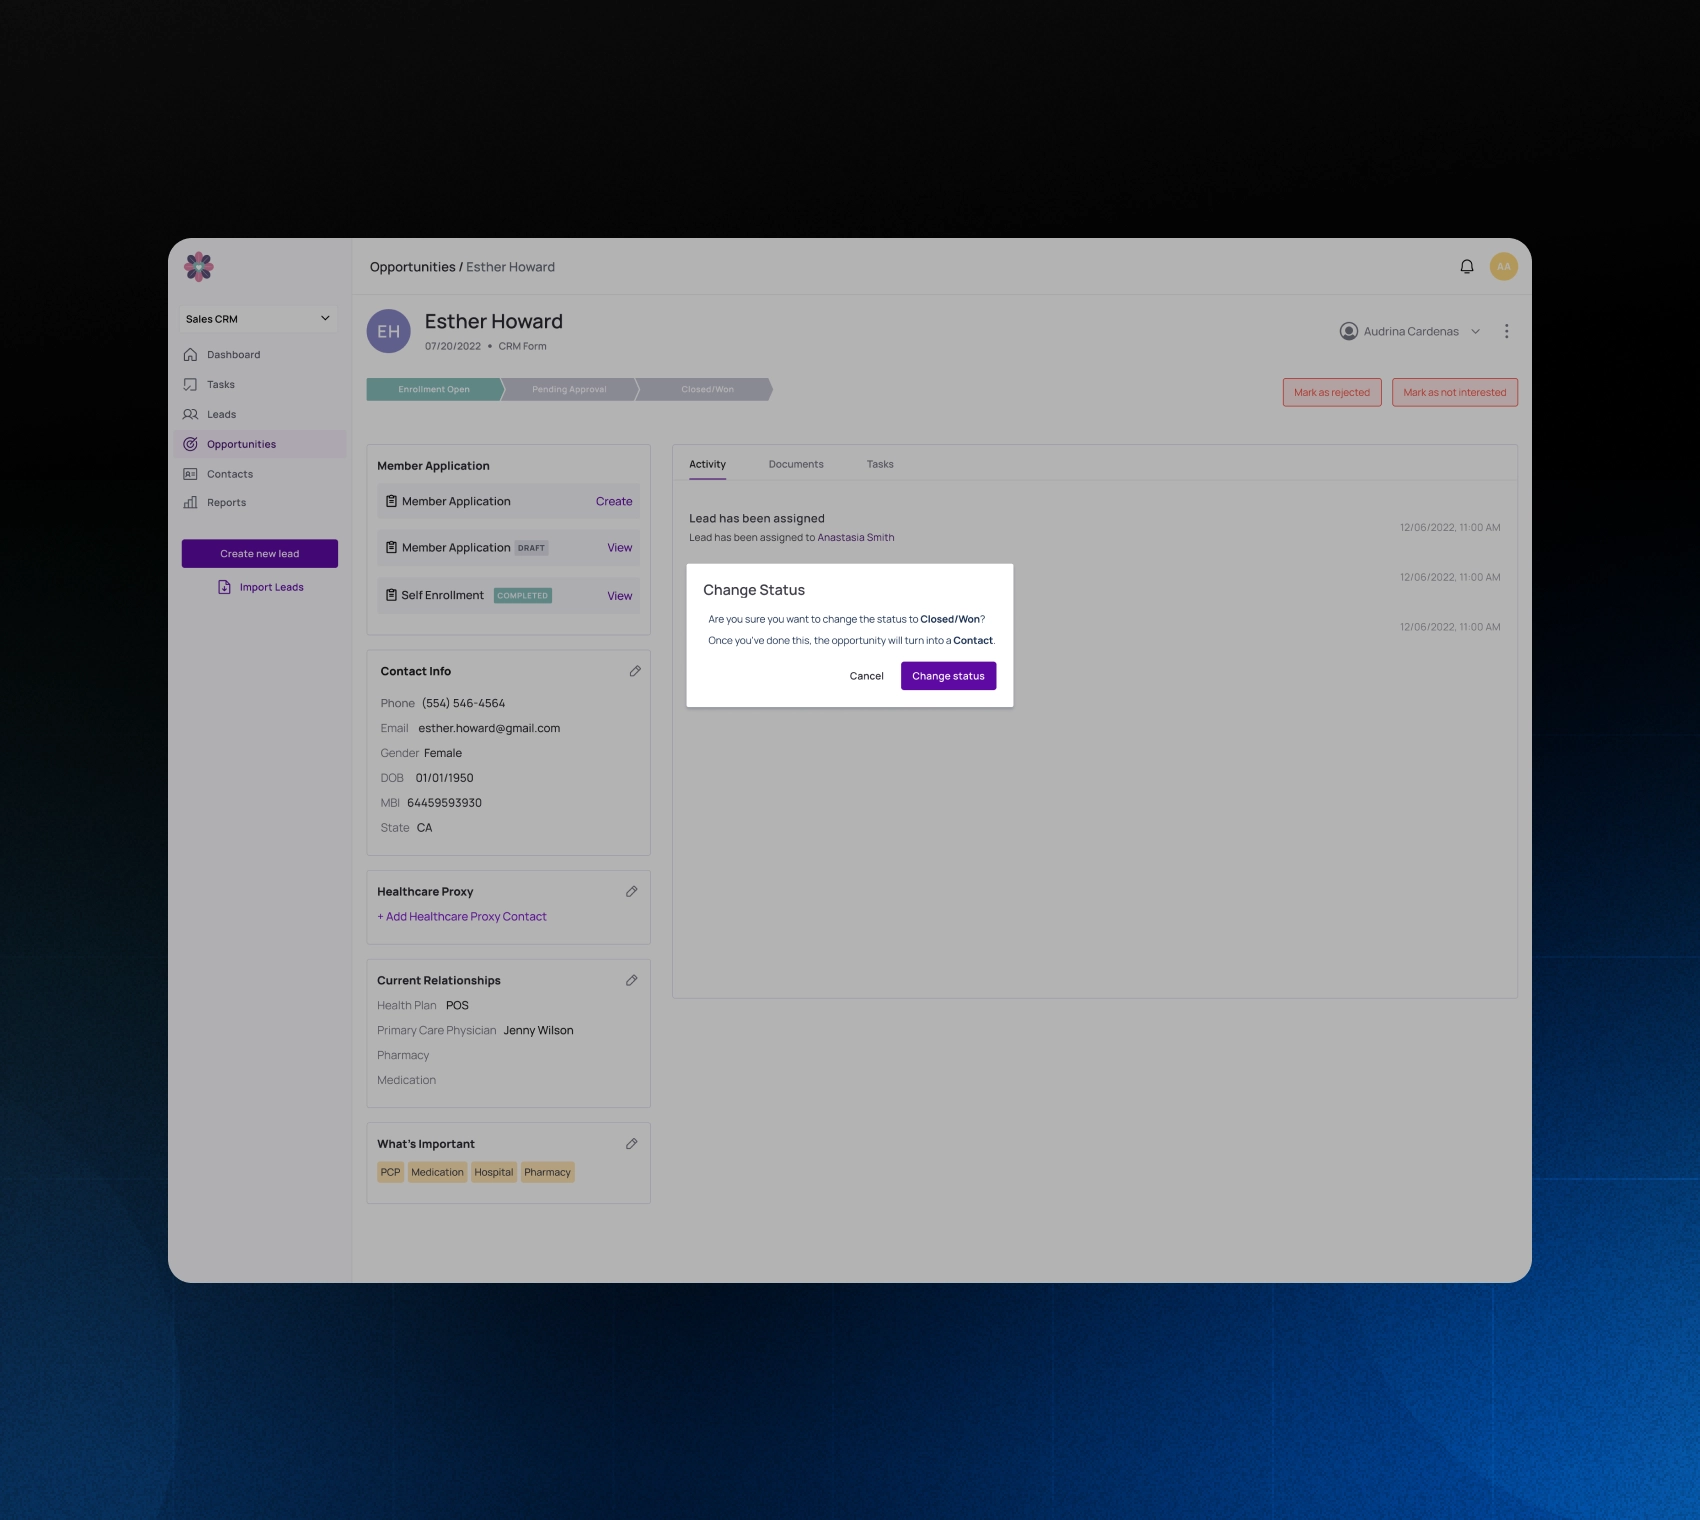 Opportunities / Esther Howard
AA
Sales CRM
Dashboard
Tasks
Leads
Opportunities
Contacts
Reports
Create new lead
Import Leads
EH
Esther Howard
07/20/2022 • CRM Form
Audrina Cardenas
Enrollment Open
Pending Approval
Closed/Won
Mark as rejected
Mark as not interested
Member Application
Member Application Create
Member Application DRAFT View
Self Enrollment COMPLETED View
Contact Info
Phone (554) 546-4564
Email esther.howard@gmail.com
Gender Female
DOB 01/01/1950
MBI 64459593930
State CA
Healthcare Proxy
+ Add Healthcare Proxy Contact
Current Relationships
Health Plan POS
Primary Care Physician Jenny Wilson
Pharmacy
Medication
What's Important
PCP Medication Hospital Pharmacy
Activity Documents Tasks
Lead has been assigned
Lead has been assigned to Anastasia Smith
12/06/2022, 11:00 AM
12/06/2022, 11:00 AM
12/06/2022, 11:00 AM
Change Status
Are you sure you want to change the status to Closed/Won?
Once you've done this, the opportunity will turn into a Contact.
Cancel
Change status